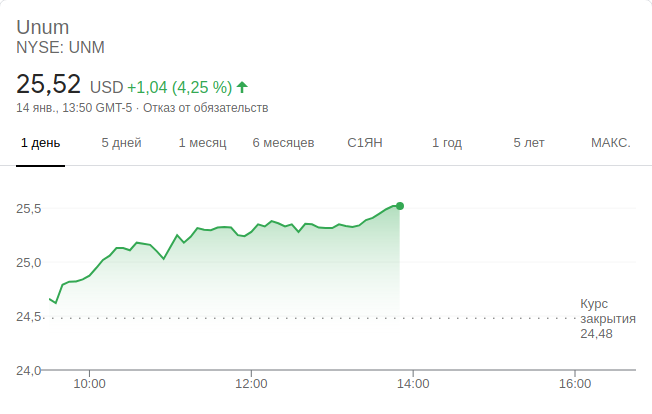 Unum
NYSE: UNM
25,52 USD +1,04 (4,25 %)
14 янв., 13:50 GMT-5 · Отказ от обязательств
1 день 5 дней 1 месяц 6 месяцев С1ЯН 1 год 5 лет МАКС.
25,5
25,0
24,5
24,0
Курс
закрытия
24,48
10:00 12:00 14:00 16:00